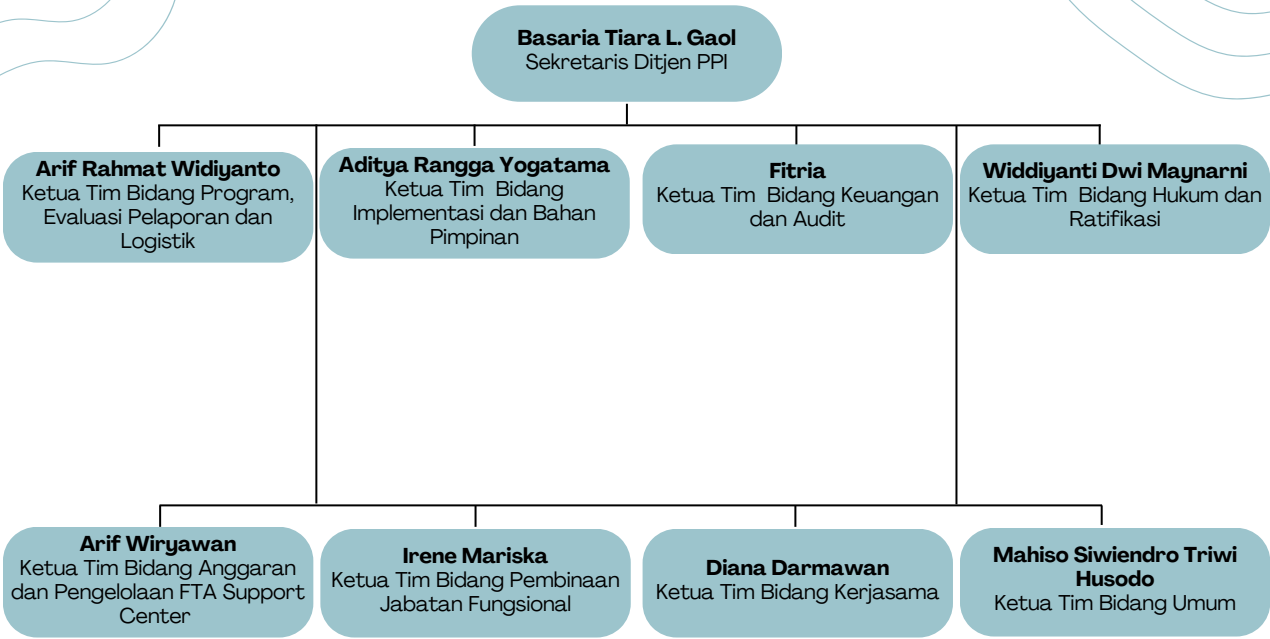 Basaria Tiara L. Gaol
Sekretaris Ditjen PPI
Arif Rahmat Widiyanto
Ketua Tim Bidang Program,
Evaluasi Pelaporan dan
Logistik
Aditya Rangga Yogatama
Ketua Tim Bidang
Implementasi dan Bahan
Pimpinan
Fitria
Ketua Tim Bidang Keuangan
dan Audit
Widdiyanti Dwi Maynarni
Ketua Tim Bidang Hukum dan
Ratifikasi
Arif Wiryawan
Ketua Tim Bidang Anggaran
dan Pengelolaan FTA Support
Center
Irene Mariska
Ketua Tim Bidang Pembinaan
Jabatan Fungsional
Diana Darmawan
Ketua Tim Bidang Kerjasama
Mahiso Siwiendro Triwi
Husodo
Ketua Tim Bidang Umum